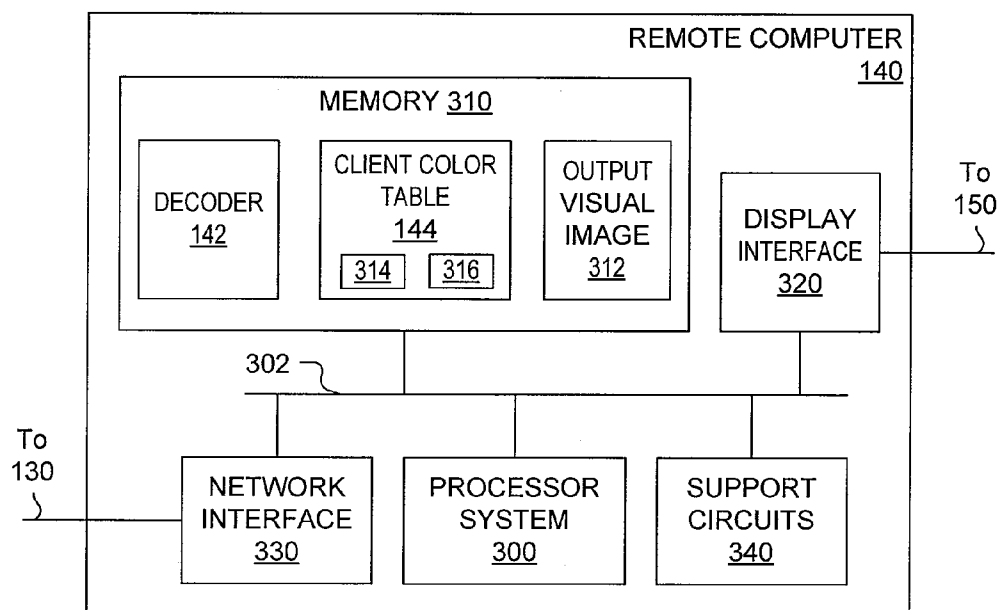 REMOTE COMPUTER
140
MEMORY 310
DECODER
142
CLIENT COLOR
TABLE
144
314
316
OUTPUT
VISUAL
IMAGE
312
DISPLAY
INTERFACE
320
To
150
302
To
130
NETWORK
INTERFACE
330
PROCESSOR
SYSTEM
300
SUPPORT
CIRCUITS
340